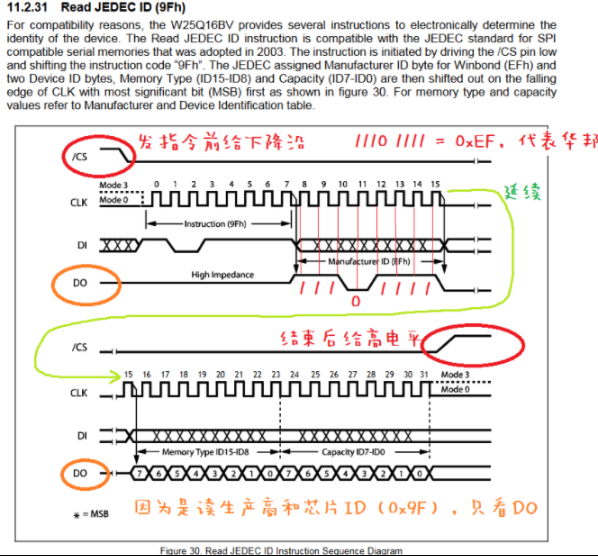 11.2.31 Read JEDEC ID (9Fh)
For compatibility reasons, the W25Q16BV provides several instructions to electronically determine the
identity of the device. The Read JEDEC ID instruction is compatible with the JEDEC standard for SPI
compatible serial memories that was adopted in 2003. The instruction is initiated by driving the /CS pin low
and shifting the instruction code "9Fh". The JEDEC assigned Manufacturer ID byte for Winbond (EFh) and
two Device ID bytes, Memory Type (ID15-ID8) and Capacity (ID7-ID0) are then shifted out on the falling
edge of CLK with most significant bit (MSB) first as shown in figure 30. For memory type and capacity
values refer to Manufacturer and Device Identification table.
发指令前给下降沿 1110 1111 = 0xEF，代表华邦
/CS
Mode 3 0 1 2 3 4 5 6 7 8 9 10 11 12 13 14 15 延续
CLK Mode 0
Instruction (9Fh)
DI
Manufacturer ID (EFh)
High Impedance
DO
1 1 1 0 1 1 1 1
结束后给高电平
/CS
15 16 17 18 19 20 21 22 23 24 25 26 27 28 29 30 31 Mode 3
CLK Mode 0
DI
Memory Type ID15-ID8 Capacity ID7-ID0
DO 7 6 5 4 3 2 1 0 7 6 5 4 3 2 1 0
* = MSB 因为是读生产商和芯片ID（0x9F），只看DO
Figure 30. Read JEDEC ID Instruction Sequence Diagram